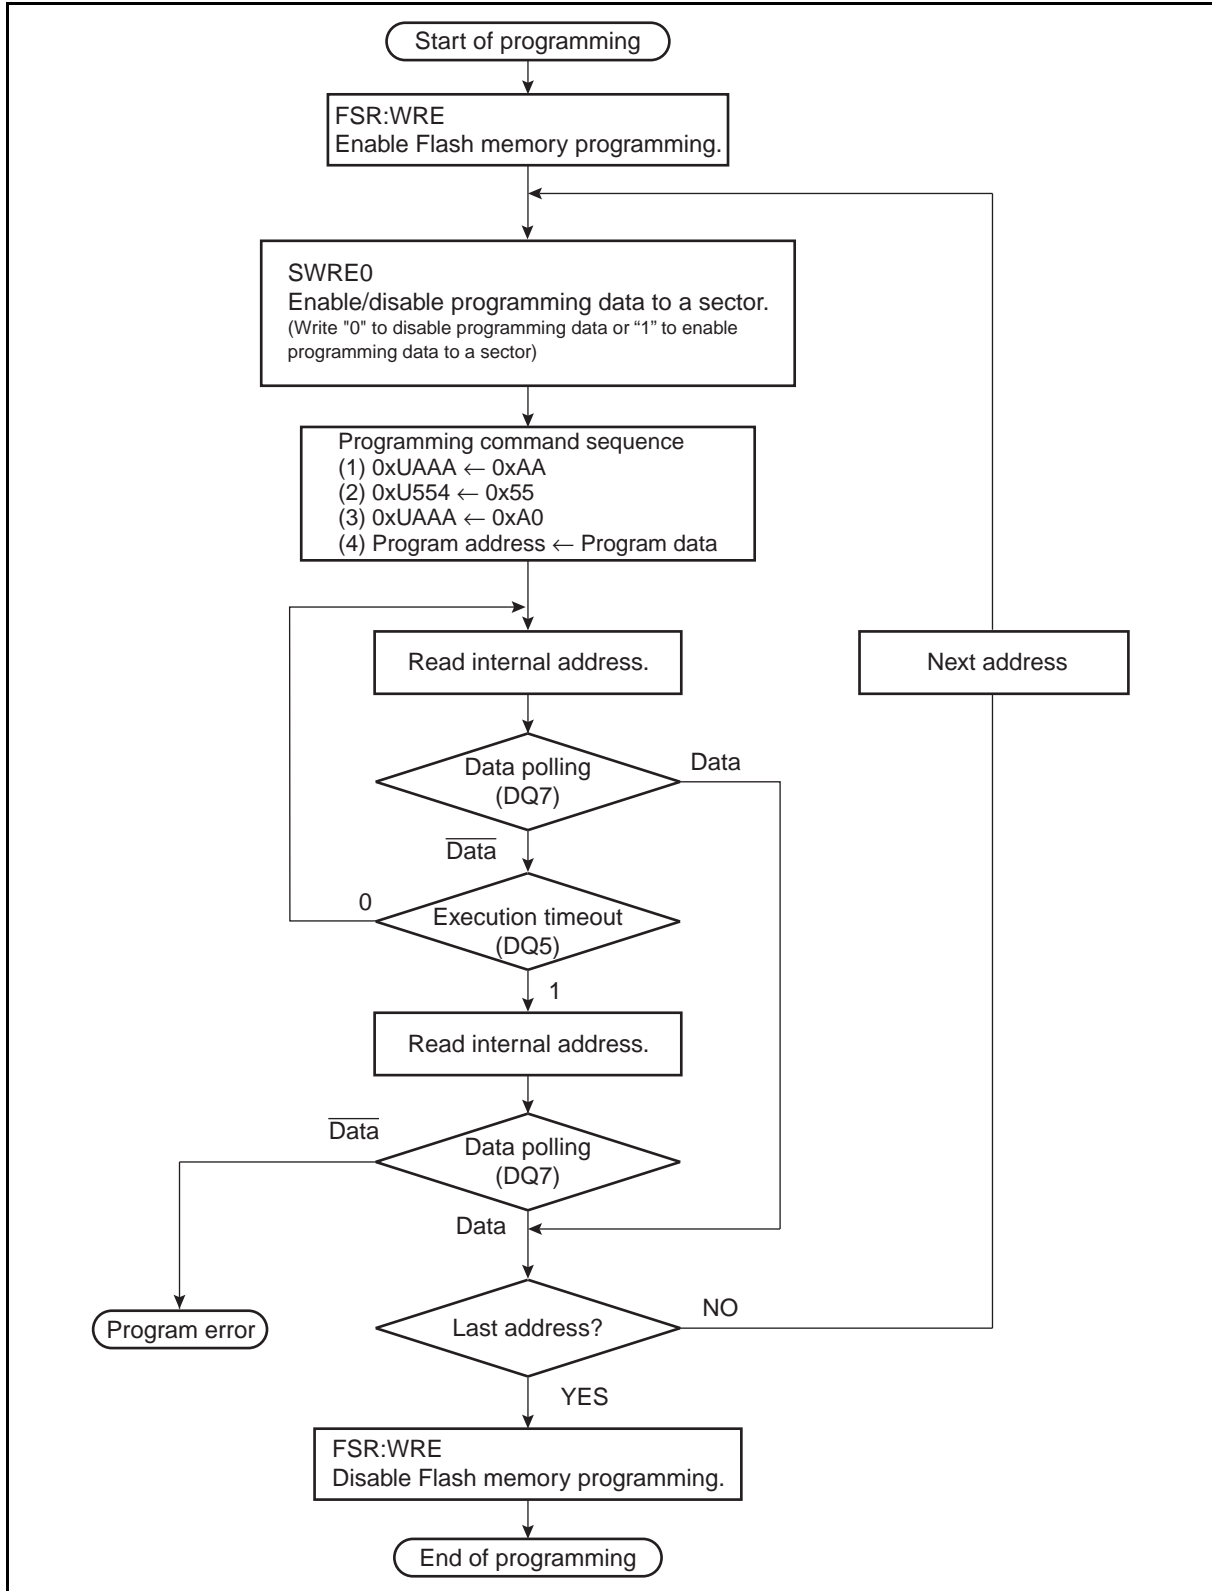 Start of programming
FSR:WRE
Enable Flash memory programming.
SWRE0
Enable/disable programming data to a sector.
(Write "0" to disable programming data or “1” to enable
programming data to a sector)
Programming command sequence
(1) 0xUAAA ← 0xAA
(2) 0xU554 ← 0x55
(3) 0xUAAA ← 0xA0
(4) Program address ← Program data
Read internal address.
Next address
Data polling
(DQ7)
Data
D̅a̅t̅a̅
Execution timeout
(DQ5)
0
1
Read internal address.
Data polling
(DQ7)
D̅a̅t̅a̅
Data
Program error
Last address?
NO
YES
FSR:WRE
Disable Flash memory programming.
End of programming